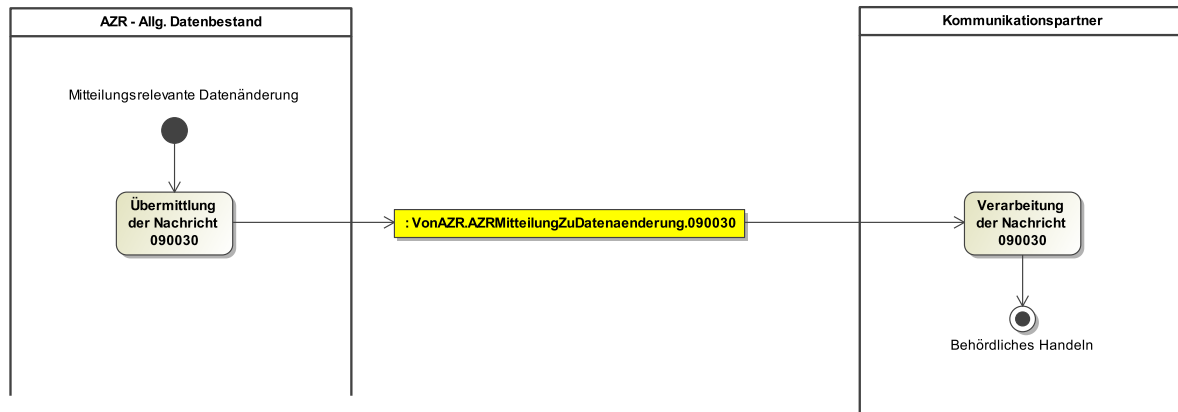 AZR - Allg. Datenbestand
Kommunikationspartner
Mitteilungsrelevante Datenänderung
Übermittlung
der Nachricht
090030
: VonAZR.AZRMitteilungZuDatenaenderung.090030
Verarbeitung
der Nachricht
090030
Behördliches Handeln